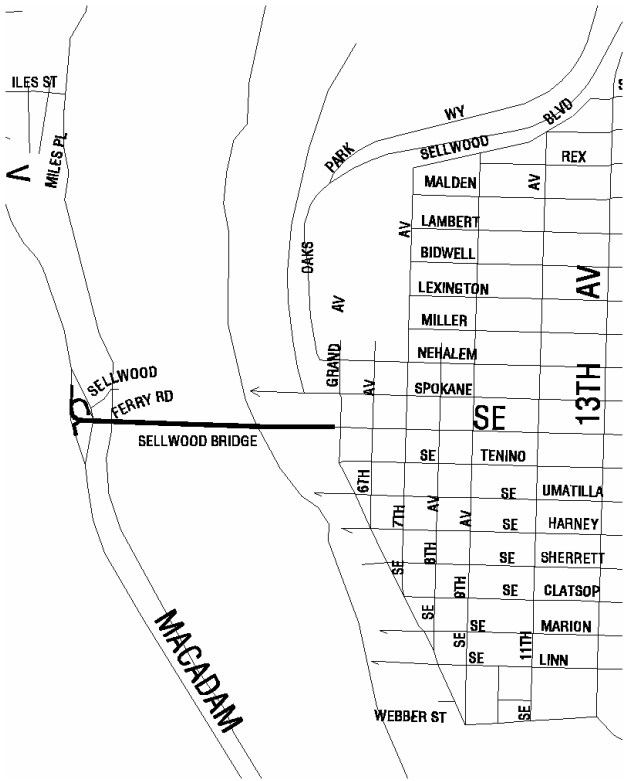 ILES ST
V
MILES PL
PARK
WY
SELLWOOD
BLVD
S
REX
MALDEN
AV
AV
LAMBERT
BIDWELL
OAKS
AV
LEXINGTON
AV
MILLER
GRAND
NEHALEM
AV
SPOKANE
13TH
SELLWOOD
FERRY RD
SE
SELLWOOD BRIDGE
SE
TENINO
6TH
SE
UMATILLA
7TH
AV
AV
SE
HARNEY
8TH
SE
SHERRETT
SE
9TH
SE
CLATSOP
SE
SE
MARION
SE
11TH
SE
LINN
MACADAM
WEBBER ST
SE